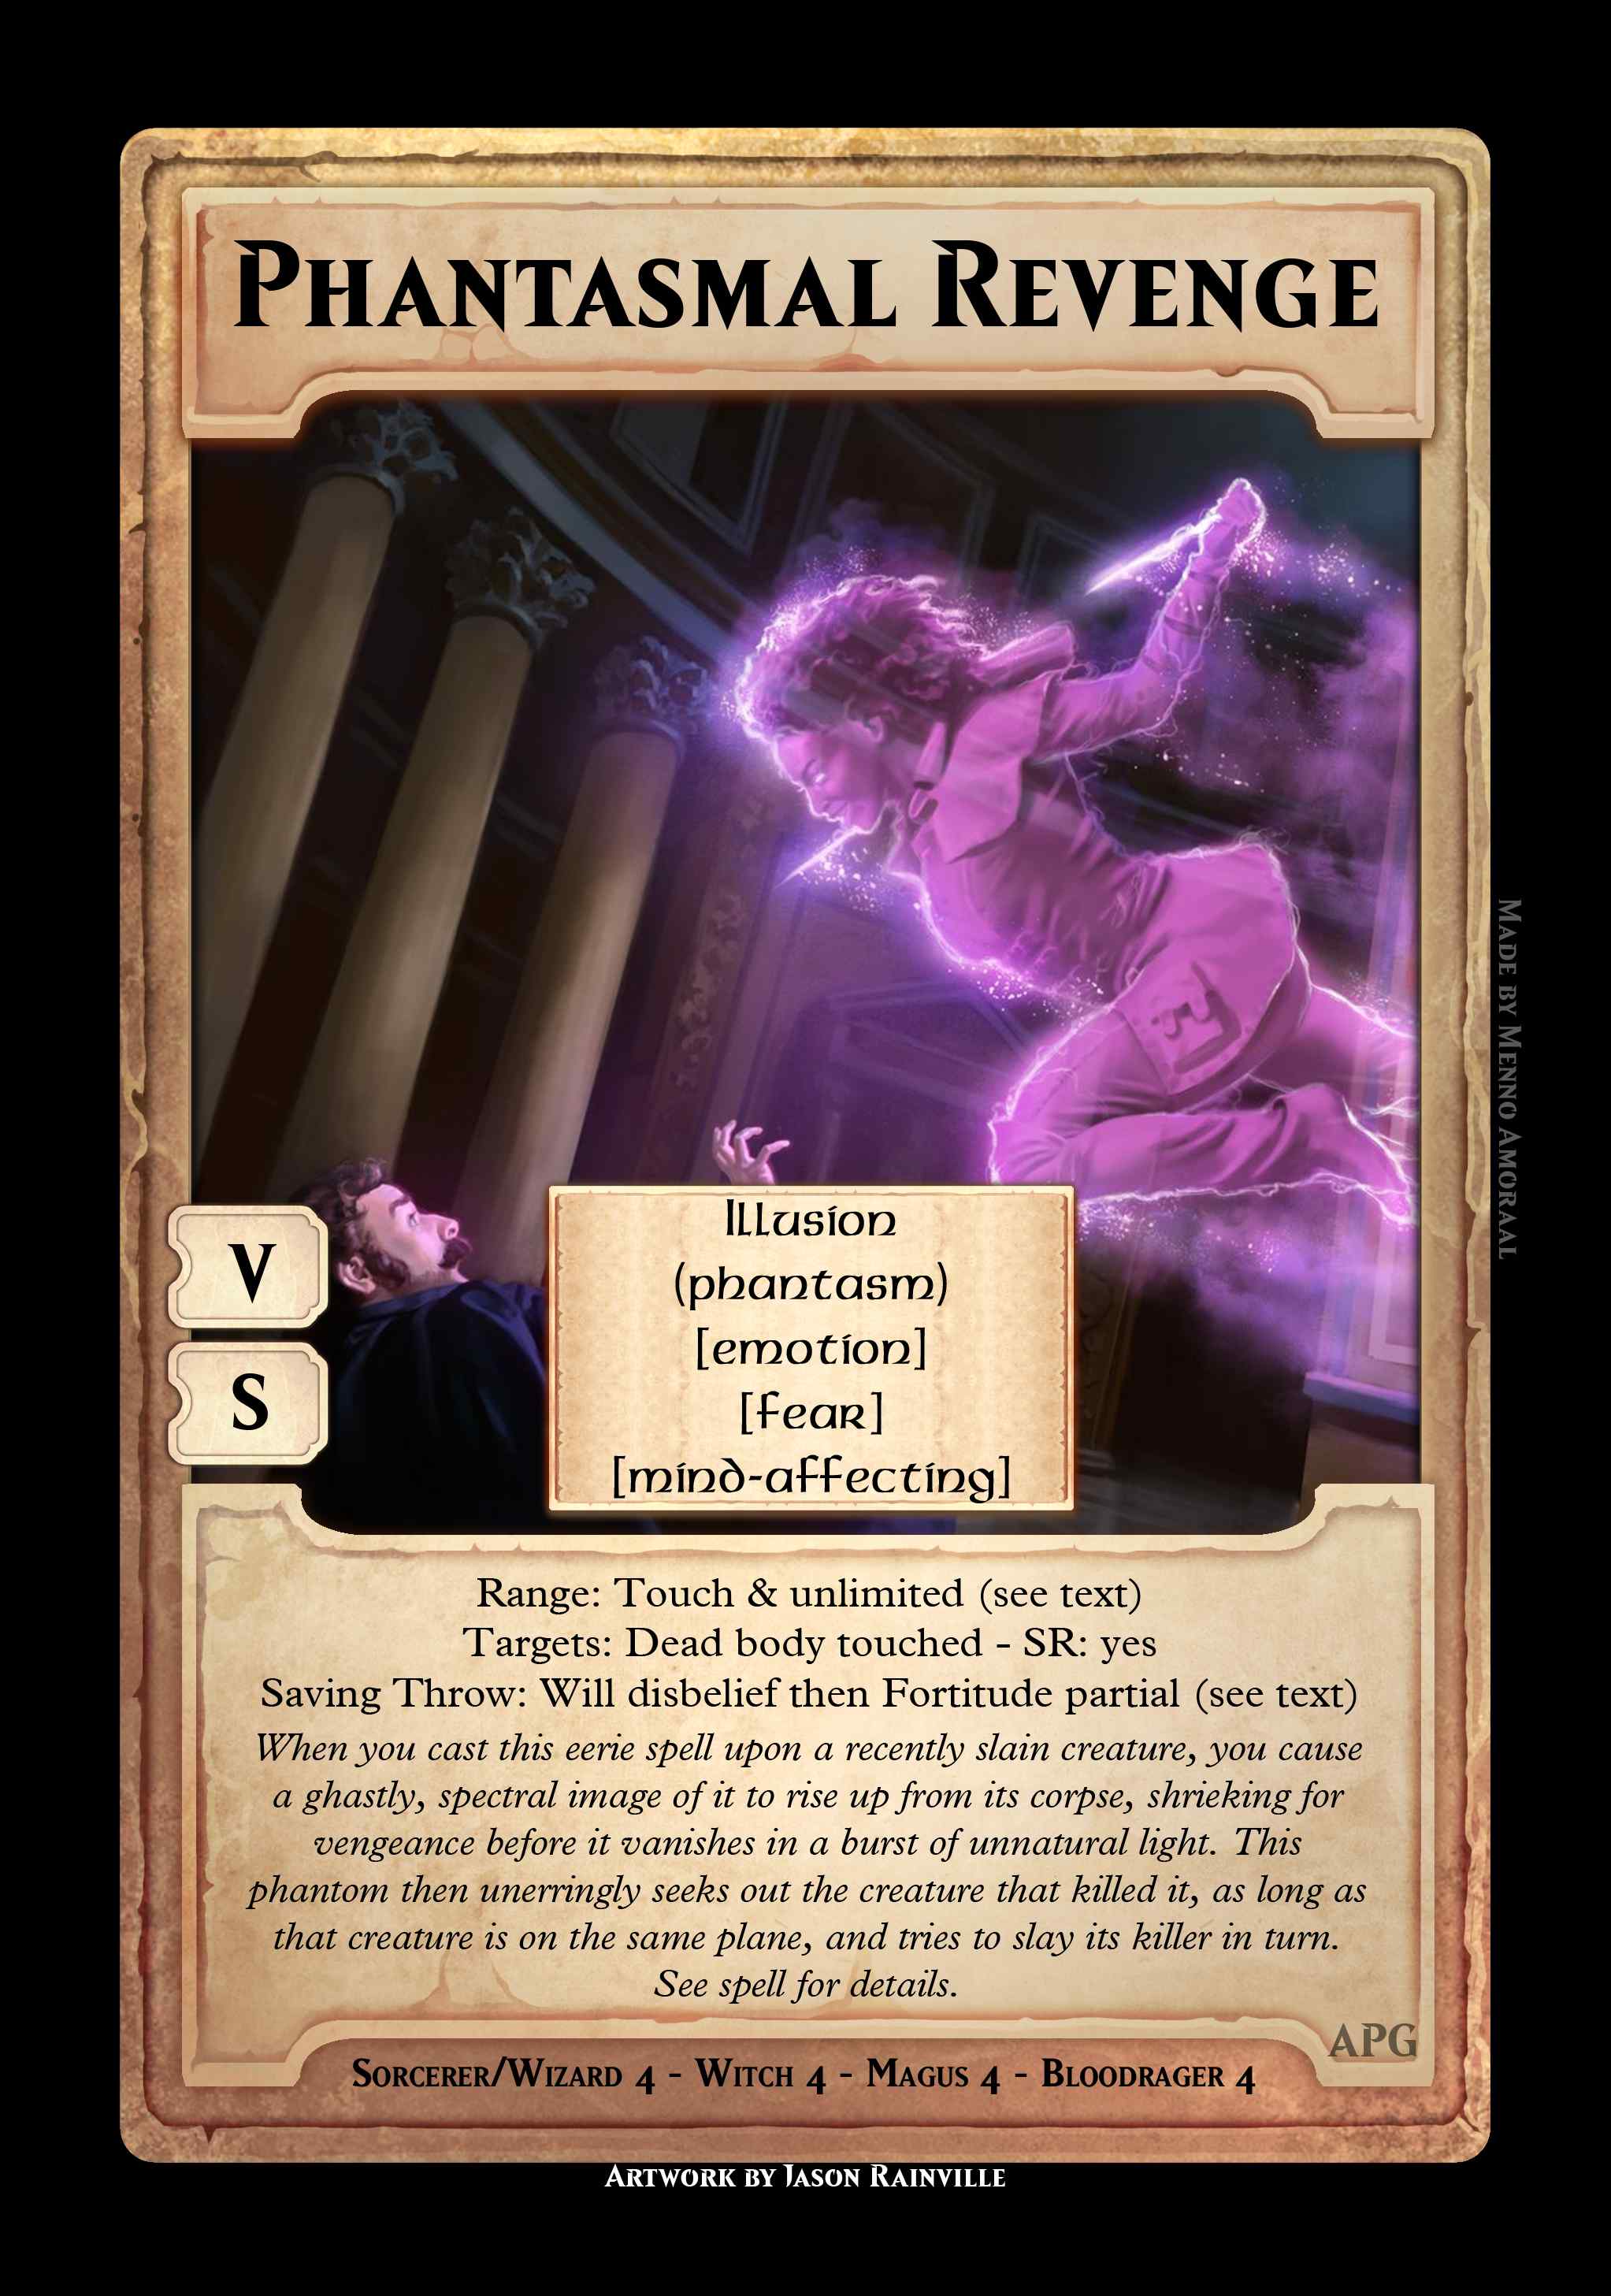 Phantasmal Revenge
Made by Menno Amoraal
V
S
Illusion
(phantasm)
[emotion]
[fear]
[mind-affecting]
Range: Touch & unlimited (see text)
Targets: Dead body touched - SR: yes
Saving Throw: Will disbelief then Fortitude partial (see text)
When you cast this eerie spell upon a recently slain creature, you cause
a ghastly, spectral image of it to rise up from its corpse, shrieking for
vengeance before it vanishes in a burst of unnatural light. This
phantom then unerringly seeks out the creature that killed it, as long as
that creature is on the same plane, and tries to slay its killer in turn.
See spell for details.
APG
Sorcerer/Wizard 4 - Witch 4 - Magus 4 - Bloodrager 4
Artwork by Jason Rainville